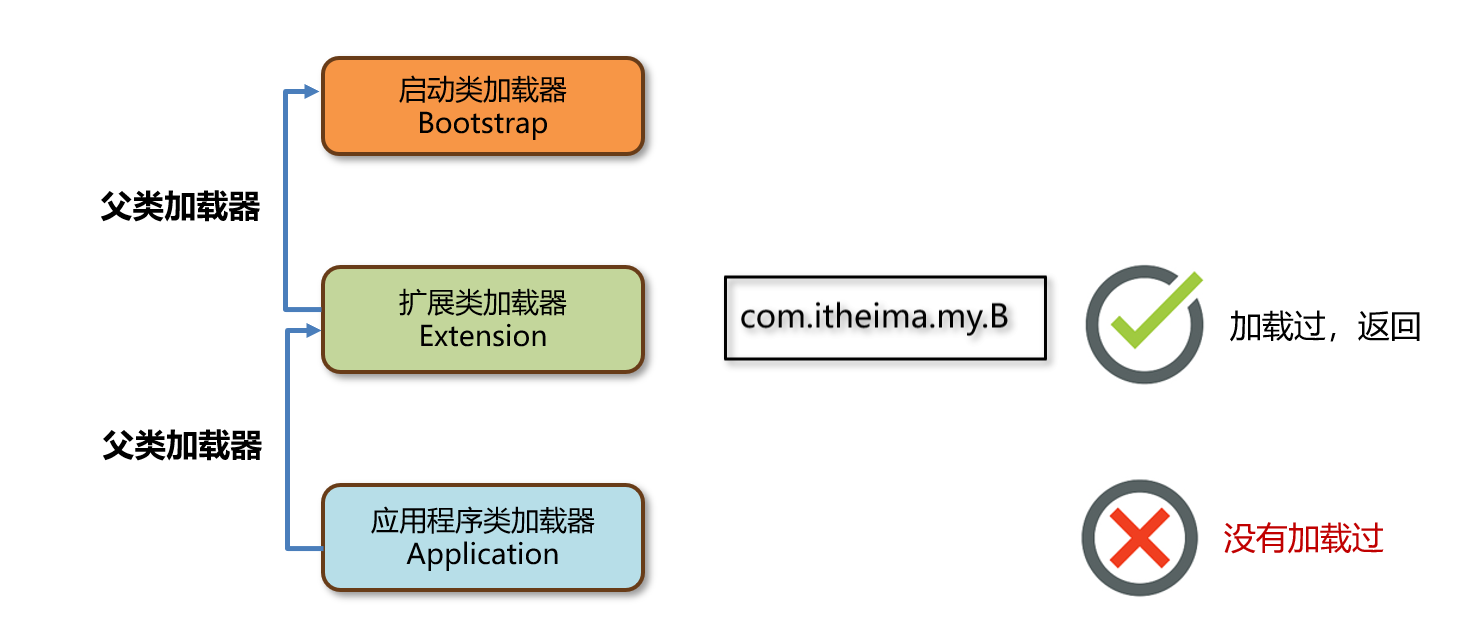 启动类加载器
Bootstrap
父类加载器
扩展类加载器
Extension
com.itheima.my.B
加载过，返回
父类加载器
应用程序类加载器
Application
没有加载过